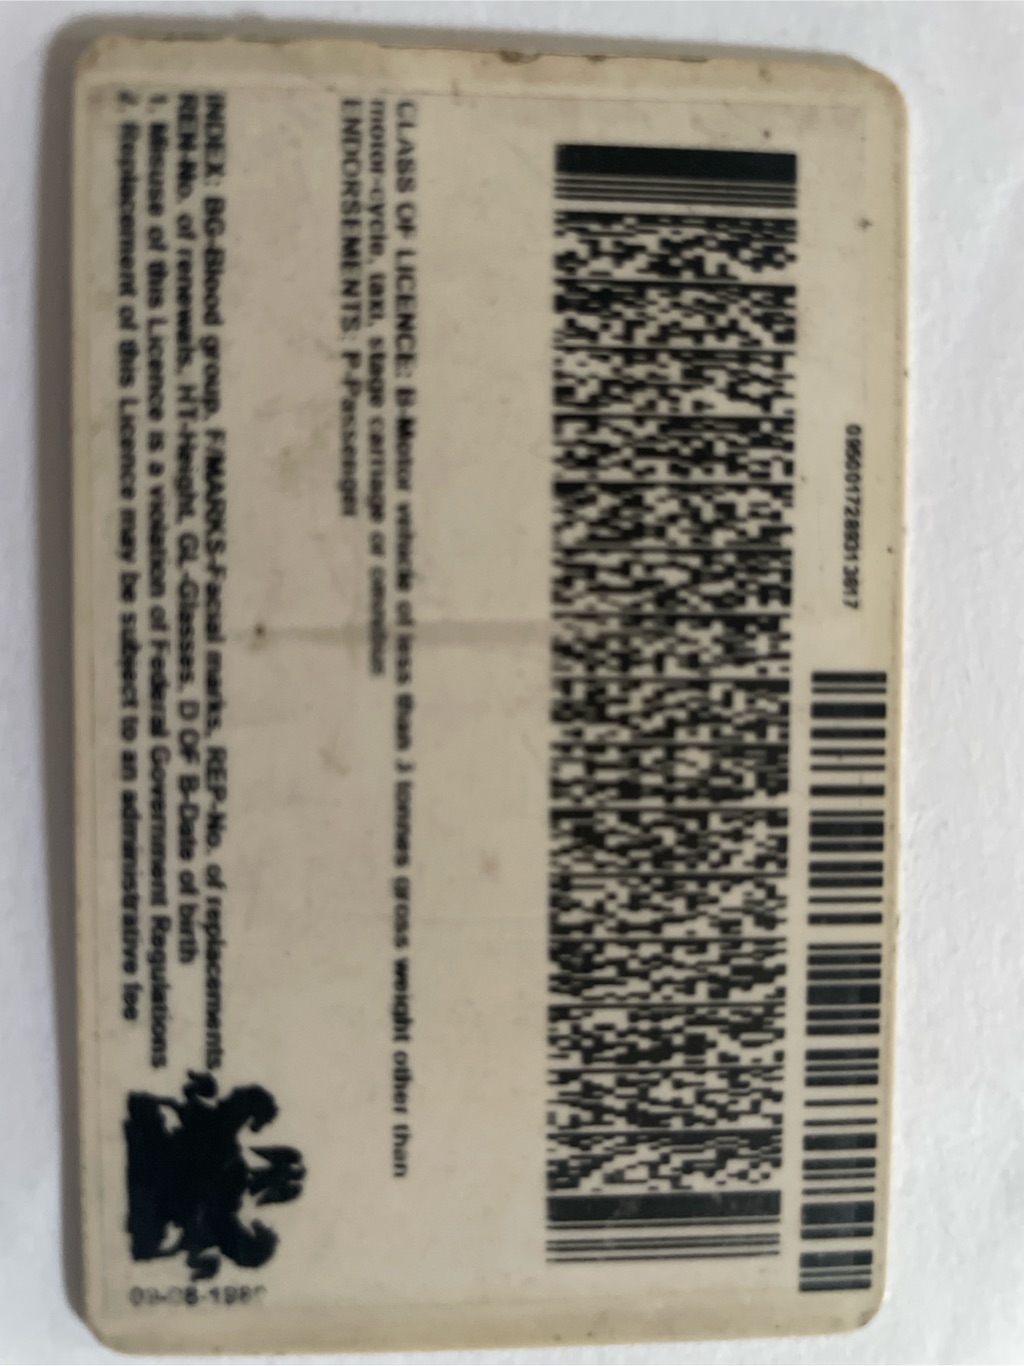 CLASS OF LICENCE: B-Motor vehicle of less than 3 tonnes gross weight other than
motor-cycle, taxi, stage carriage or omnibus
ENDORSEMENTS: P-Passenger
INDEX: BG-Blood group, F/MARKS-Facial marks, REP-No. of replacements
REN-No. of renewals, HT-Height, GL-Glasses, D OF B-Date of birth
1. Misuse of this Licence is a violation of Federal Government Regulations
2. Replacement of this Licence may be subject to an administrative fee